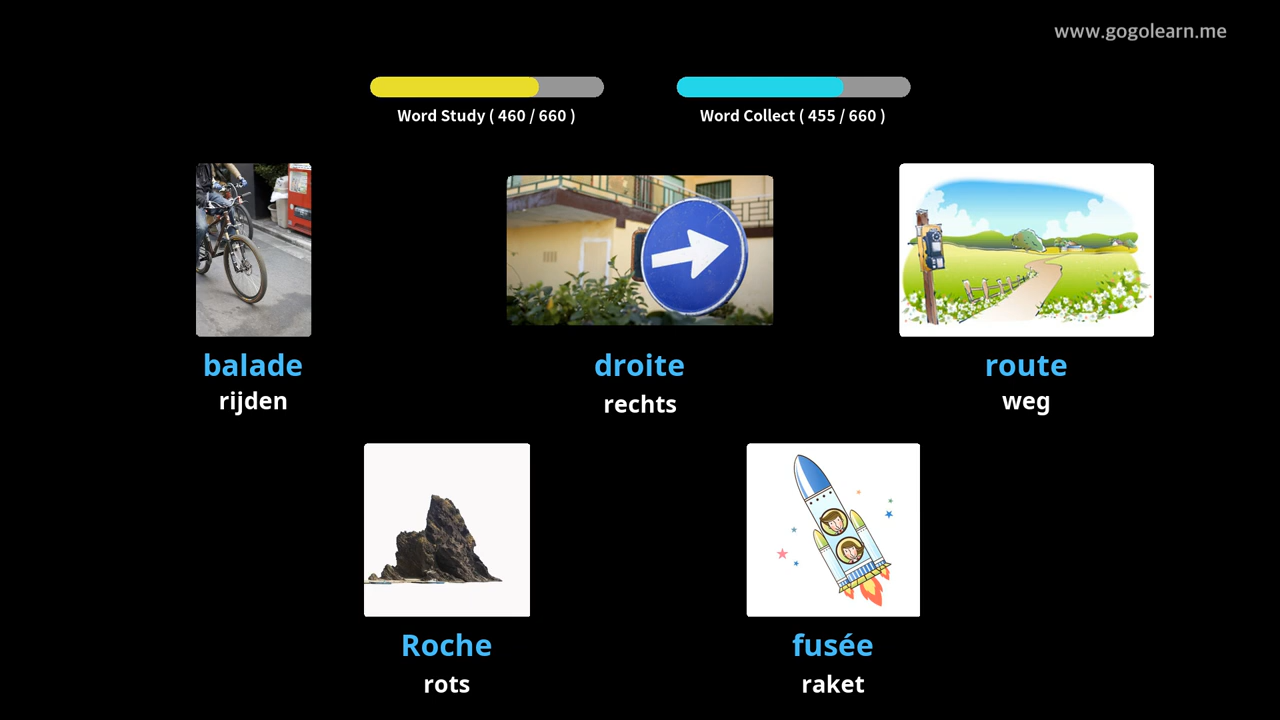 www.gogolearn.me
Word Study ( 460 / 660 )
Word Collect ( 455 / 660 )
balade
rijden
droite
rechts
route
weg
Roche
rots
fusée
raket